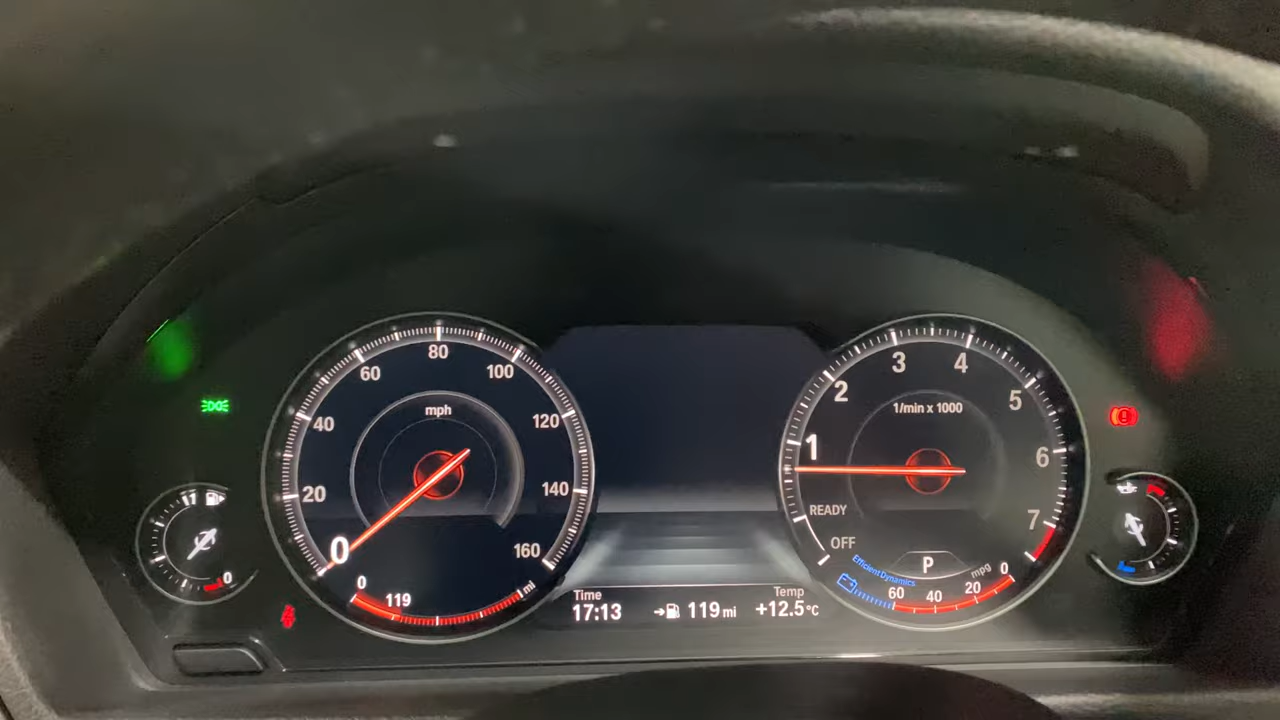 80
60
100
40
mph
120
20
140
0
160
0
119
mi
3
4
2
5
1/min x 1000
1
6
READY
7
OFF
P
Efficient Dynamics
mpg
60
40
20
0
1/1
0
Time
17:13
119 mi
Temp
+12.5°C